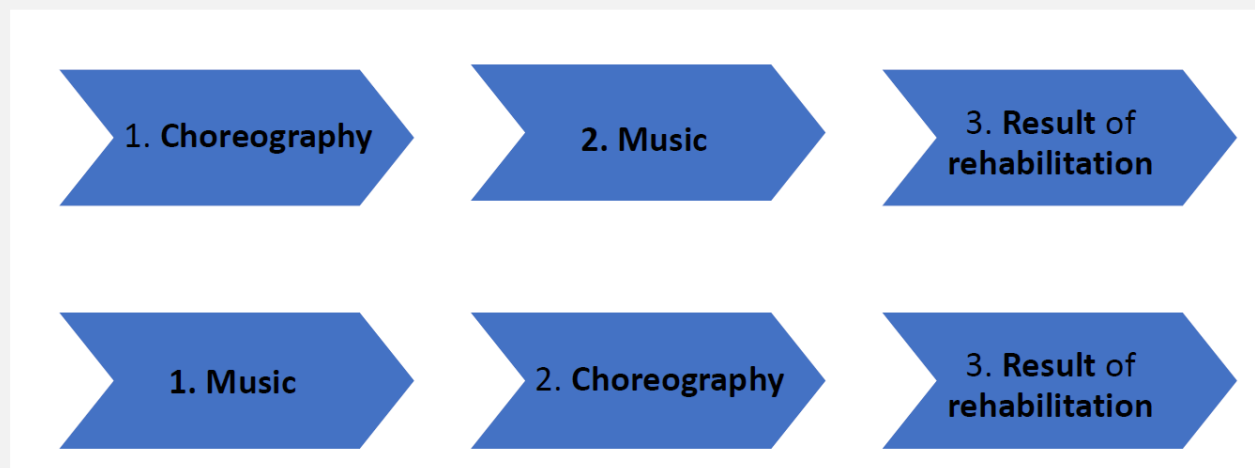 1. Choreography
2. Music
3. Result of
rehabilitation
1. Music
2. Choreography
3. Result of
rehabilitation